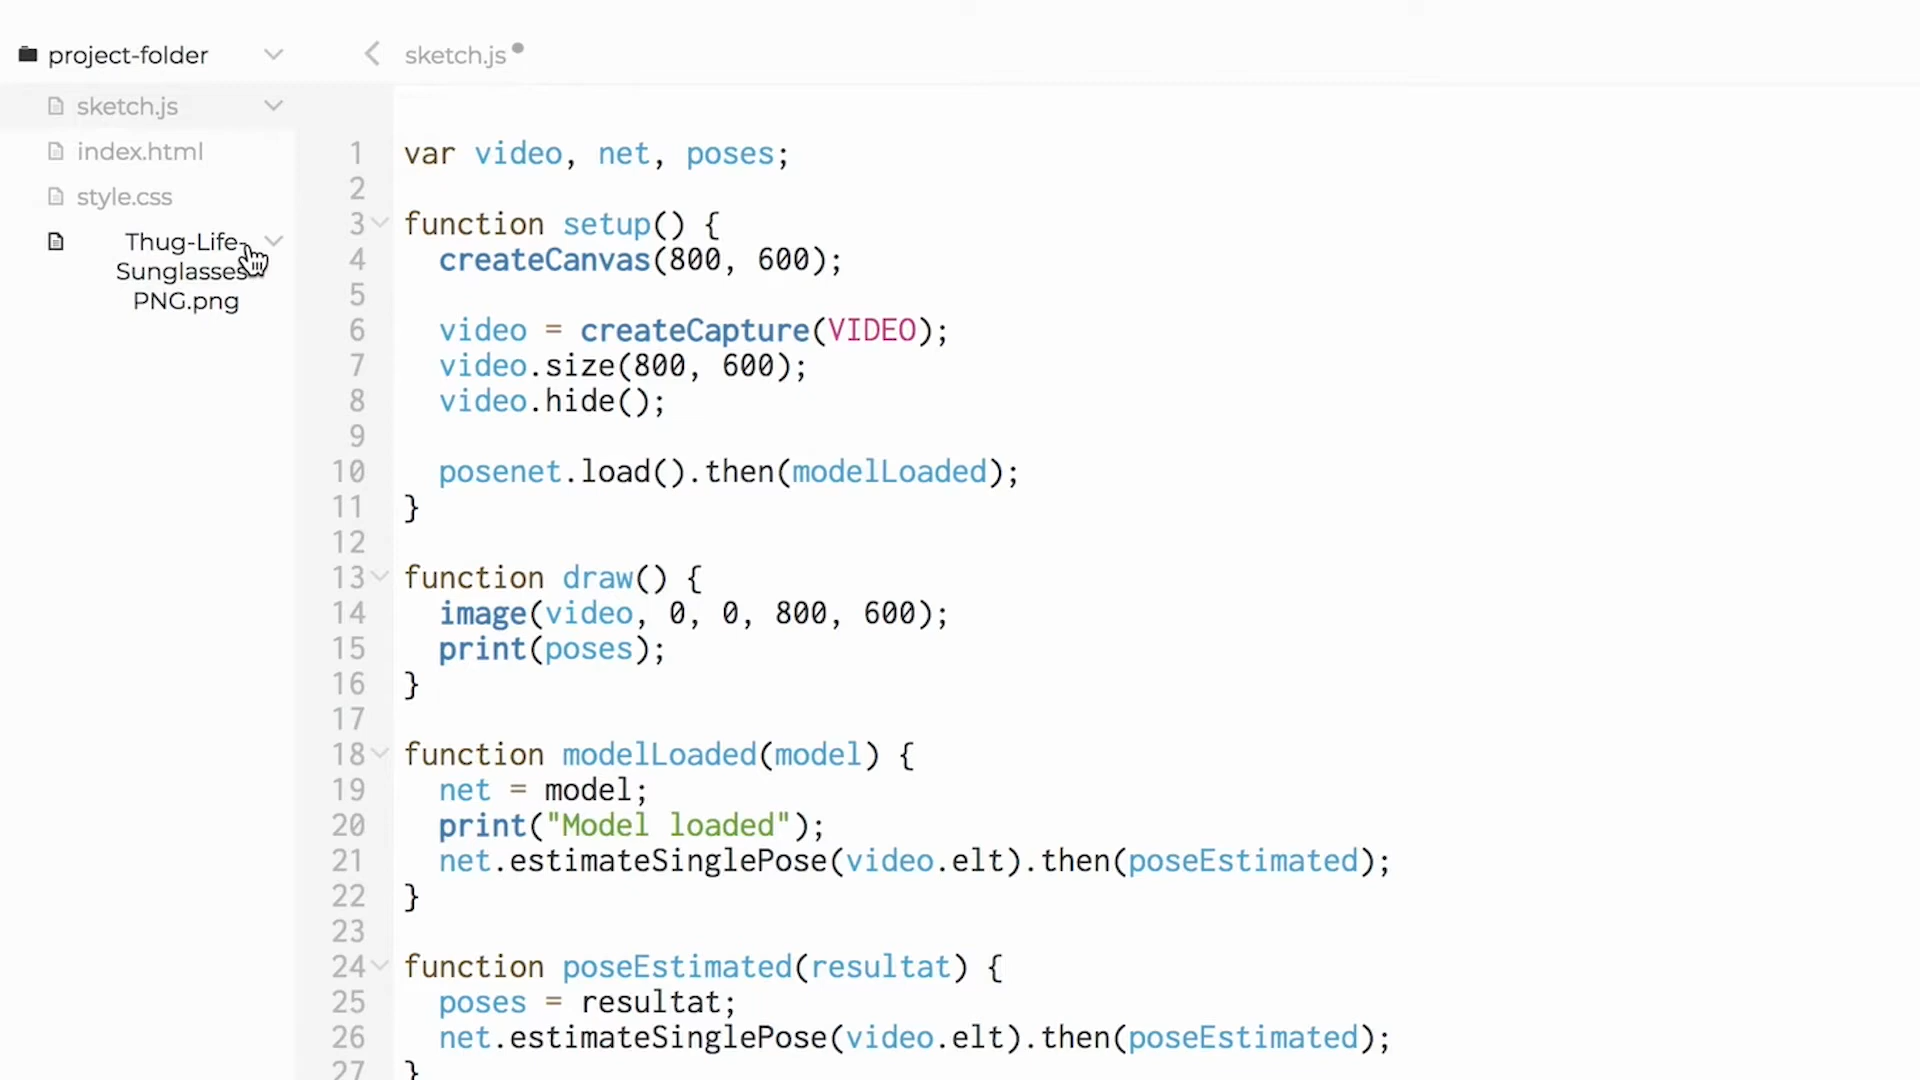 project-folder
sketch.js
index.html
style.css
Thug-Life-
Sunglasses-
PNG.png
sketch.js
1 var video, net, poses;
2
3 function setup() {
4   createCanvas(800, 600);
5
6   video = createCapture(VIDEO);
7   video.size(800, 600);
8   video.hide();
9
10   posenet.load().then(modelLoaded);
11 }
12
13 function draw() {
14   image(video, 0, 0, 800, 600);
15   print(poses);
16 }
17
18 function modelLoaded(model) {
19   net = model;
20   print("Model loaded");
21   net.estimateSinglePose(video.elt).then(poseEstimated);
22 }
23
24 function poseEstimated(resultat) {
25   poses = resultat;
26   net.estimateSinglePose(video.elt).then(poseEstimated);
27 }